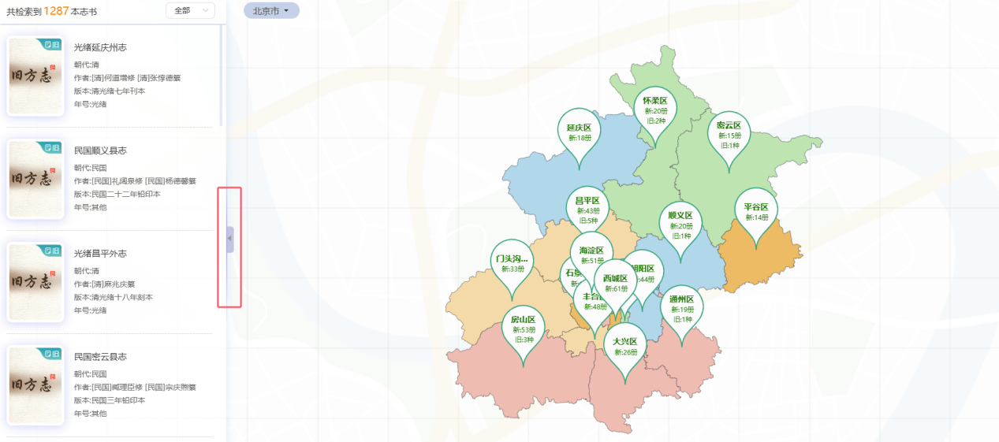 共检索到 1287 本志书
全部
旧
旧方志
光绪延庆州志
朝代:清
作者:[清]何道增修 [清]张惇德纂
版本:清光绪七年刊本
年号:光绪
旧
旧方志
民国顺义县志
朝代:民国
作者:[民国]礼阔泉修 [民国]杨德馨纂
版本:民国二十二年铅印本
年号:其他
旧
旧方志
光绪昌平外志
朝代:清
作者:[清]麻兆庆纂
版本:清光绪十八年刻本
年号:光绪
旧
旧方志
民国密云县志
朝代:民国
作者:[民国]臧理臣修 [民国]宗庆煦纂
版本:民国三年铅印本
年号:其他
北京市
怀柔区
新:20册
旧:2种
延庆区
新:18册
密云区
新:15册
旧:1种
昌平区
新:43册
旧:5种
平谷区
新:14册
顺义区
新:20册
旧:1种
门头沟...
新:33册
海淀区
新:51册
石景
新:
朝阳区
:44册
西城区
新:61册
丰台区
新:48册
通州区
新:19册
旧:1种
房山区
新:53册
旧:3种
大兴区
新:26册